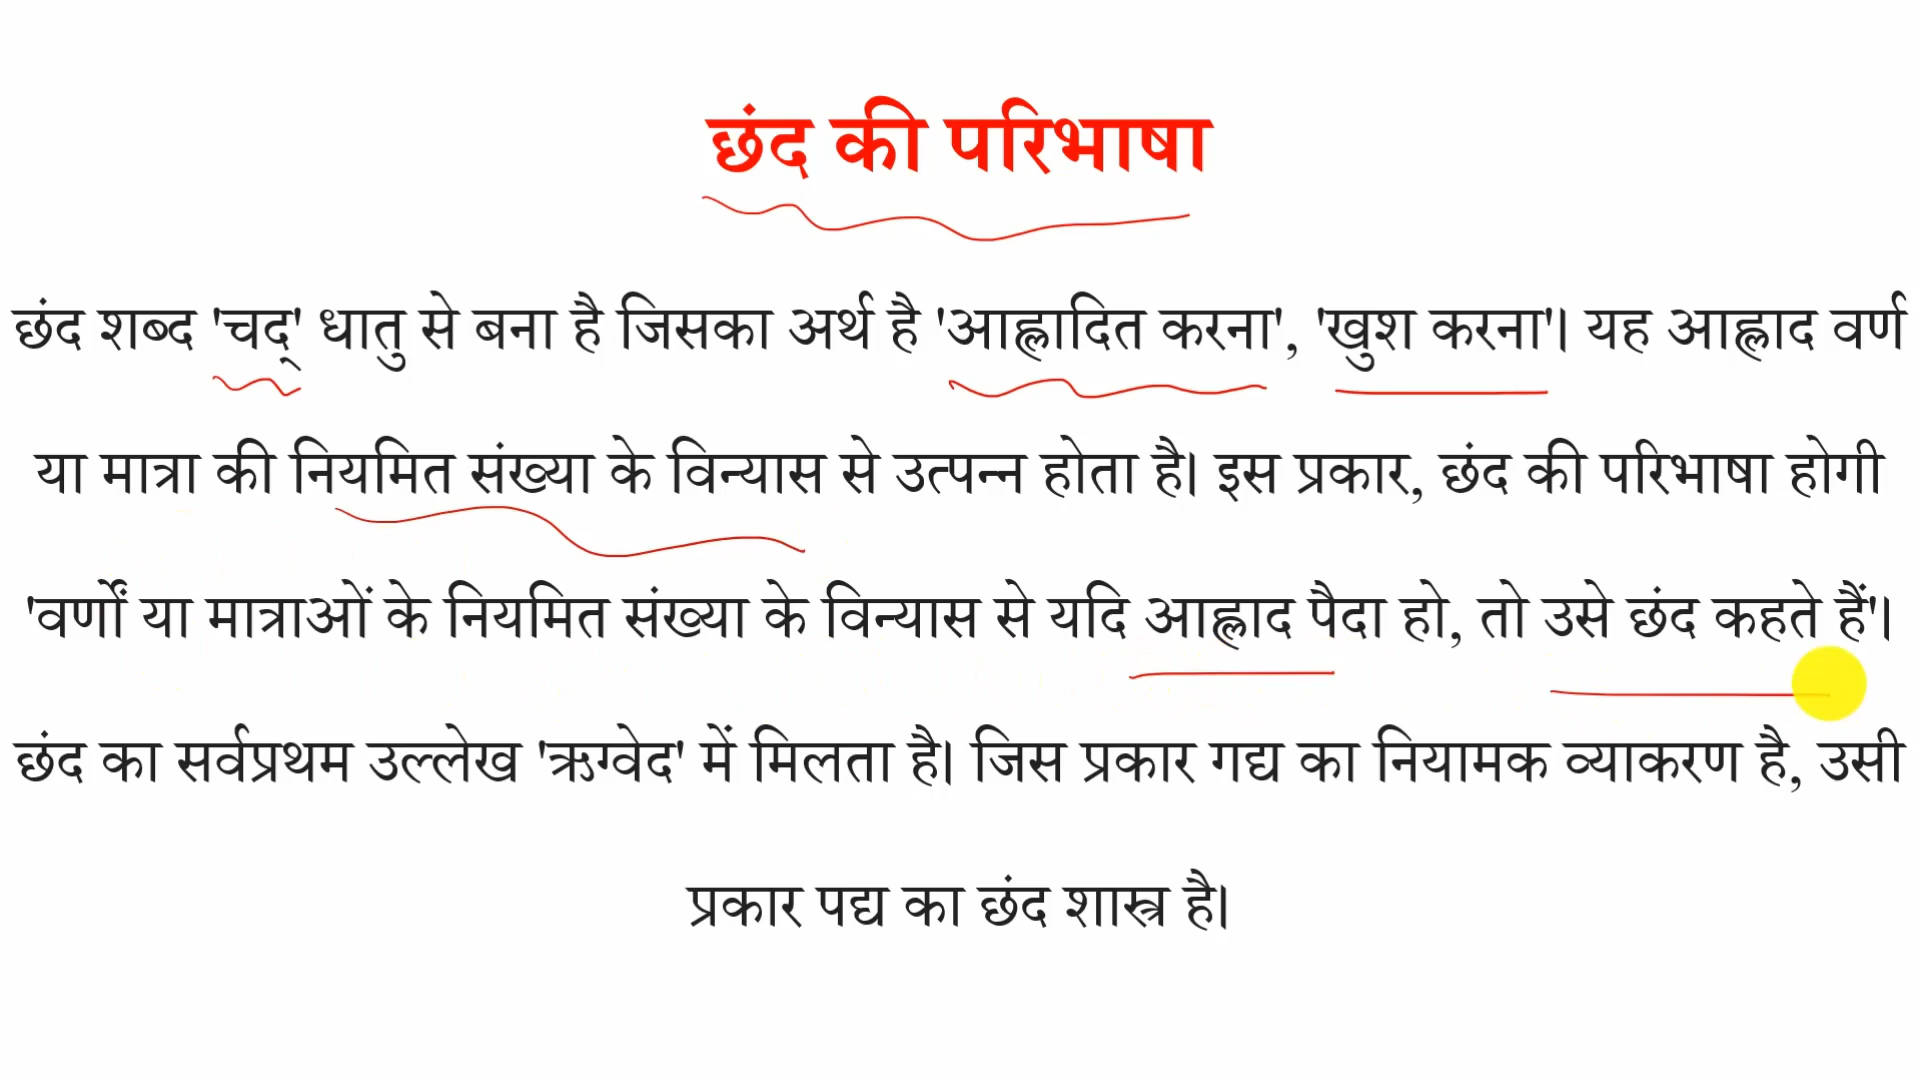 छंद की परिभाषा
छंद शब्द 'चद्' धातु से बना है जिसका अर्थ है 'आह्लादित करना', 'खुश करना'। यह आह्लाद वर्ण
या मात्रा की नियमित संख्या के विन्यास से उत्पन्न होता है। इस प्रकार, छंद की परिभाषा होगी
'वर्णों या मात्राओं के नियमित संख्या के विन्यास से यदि आह्लाद पैदा हो, तो उसे छंद कहते हैं'।
छंद का सर्वप्रथम उल्लेख 'ऋग्वेद' में मिलता है। जिस प्रकार गद्य का नियामक व्याकरण है, उसी
प्रकार पद्य का छंद शास्त्र है।